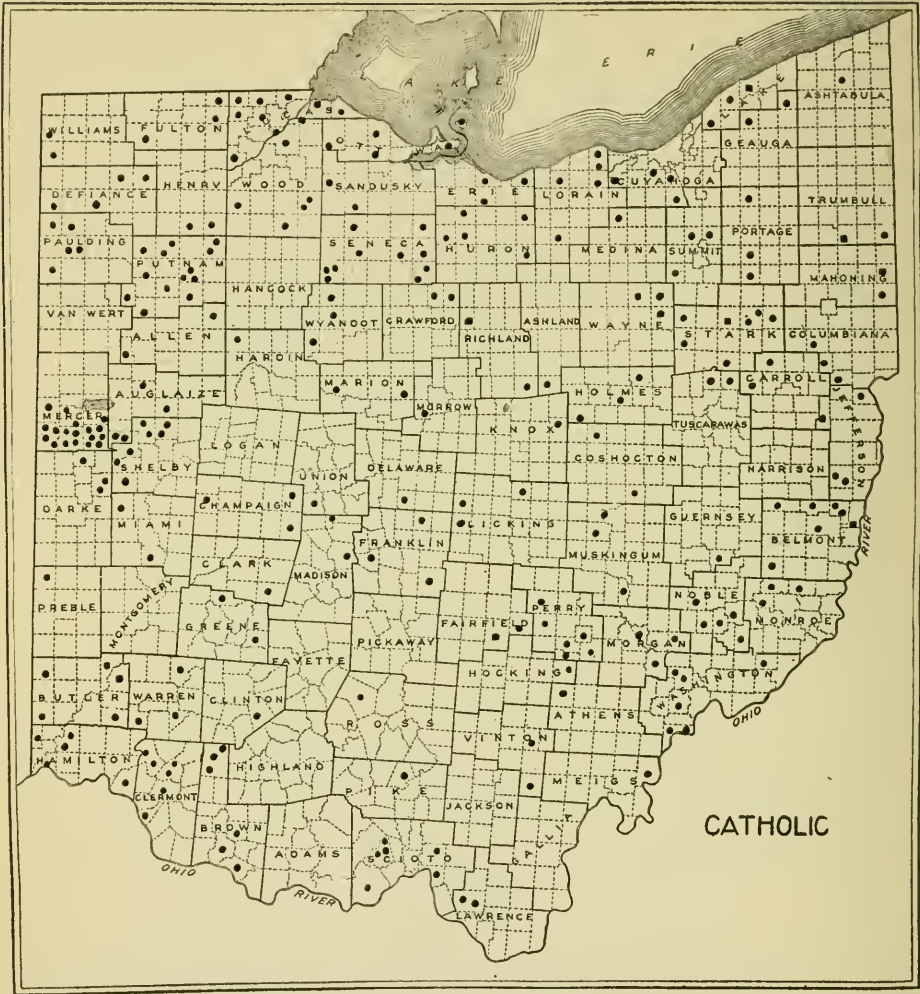 LAKE ERIE
WILLIAMS
FULTON
LUCAS
OTTAWA
LAKE
ASHTABULA
GEAUGA
DEFIANCE
HENRY
WOOD
SANDUSKY
ERIE
LORAIN
CUYAHOGA
TRUMBULL
PAULDING
PUTNAM
SENECA
HURON
MEDINA
SUMMIT
PORTAGE
MAHONING
HANCOCK
VAN WERT
ALLEN
WYANDOT
CRAWFORD
RICHLAND
ASHLAND
WAYNE
STARK
COLUMBIANA
HARDIN
MARION
MORROW
HOLMES
CARROLL
AUGLAIZE
MERCER
KNOX
TUSCARAWAS
JEFFERSON
LOGAN
SHELBY
UNION
DELAWARE
COSHOCTON
HARRISON
DARKE
MIAMI
CHAMPAIGN
LICKING
GUERNSEY
BELMONT
RIVER
FRANKLIN
MUSKINGUM
CLARK
MADISON
PREBLE
MONTGOMERY
GREENE
FAYETTE
PICKAWAY
FAIRFIELD
PERRY
MORGAN
NOBLE
MONROE
HOCKING
WASHINGTON
OHIO
BUTLER
WARREN
CLINTON
ROSS
VINTON
ATHENS
HAMILTON
HIGHLAND
MEIGS
CLERMONT
PIKE
JACKSON
CATHOLIC
BROWN
ADAMS
SCIOTO
GALLIA
OHIO
RIVER
LAWRENCE